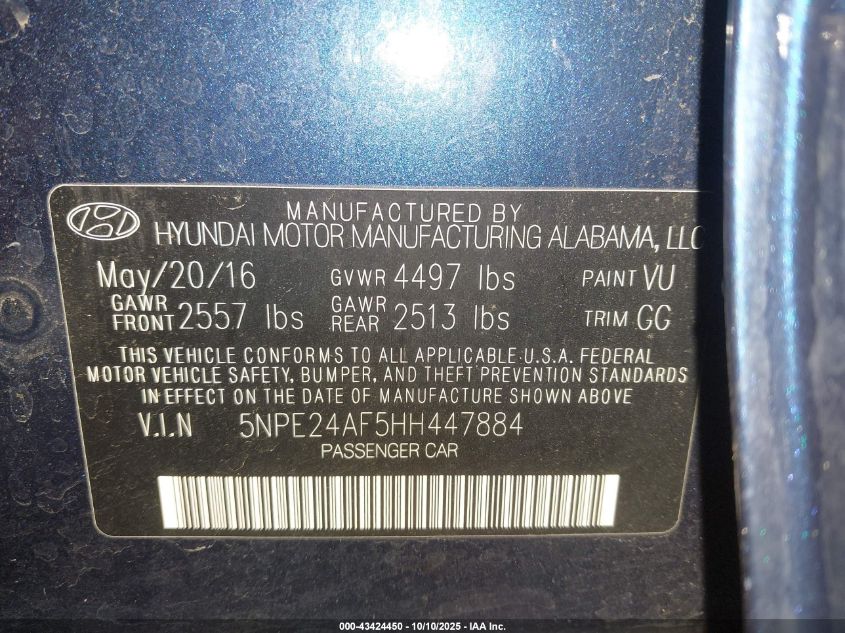 MANUFACTURED BY
HYUNDAI MOTOR MANUFACTURING ALABAMA, LLC
May/20/16 GVWR 4497 lbs PAINT VU
GAWR FRONT 2557 lbs GAWR REAR 2513 lbs TRIM GG
THIS VEHICLE CONFORMS TO ALL APPLICABLE U.S.A. FEDERAL
MOTOR VEHICLE SAFETY, BUMPER, AND THEFT PREVENTION STANDARDS
IN EFFECT ON THE DATE OF MANUFACTURE SHOWN ABOVE
V.I.N 5NPE24AF5HH447884
PASSENGER CAR
000-43424450 - 10/10/2025 - IAA Inc.